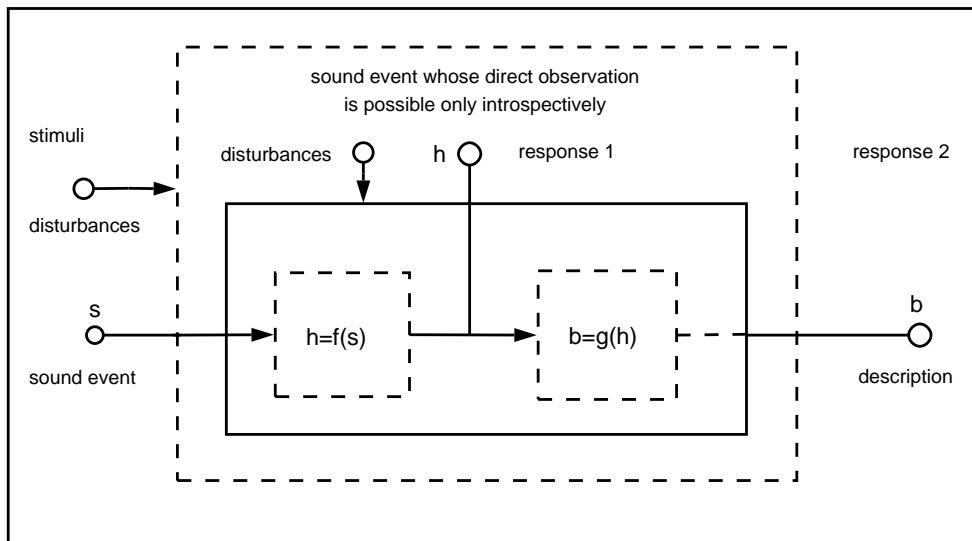 sound event whose direct observation
is possible only introspectively
stimuli
disturbances
h
response 1
response 2
disturbances
s
h=f(s)
b=g(h)
b
sound event
description